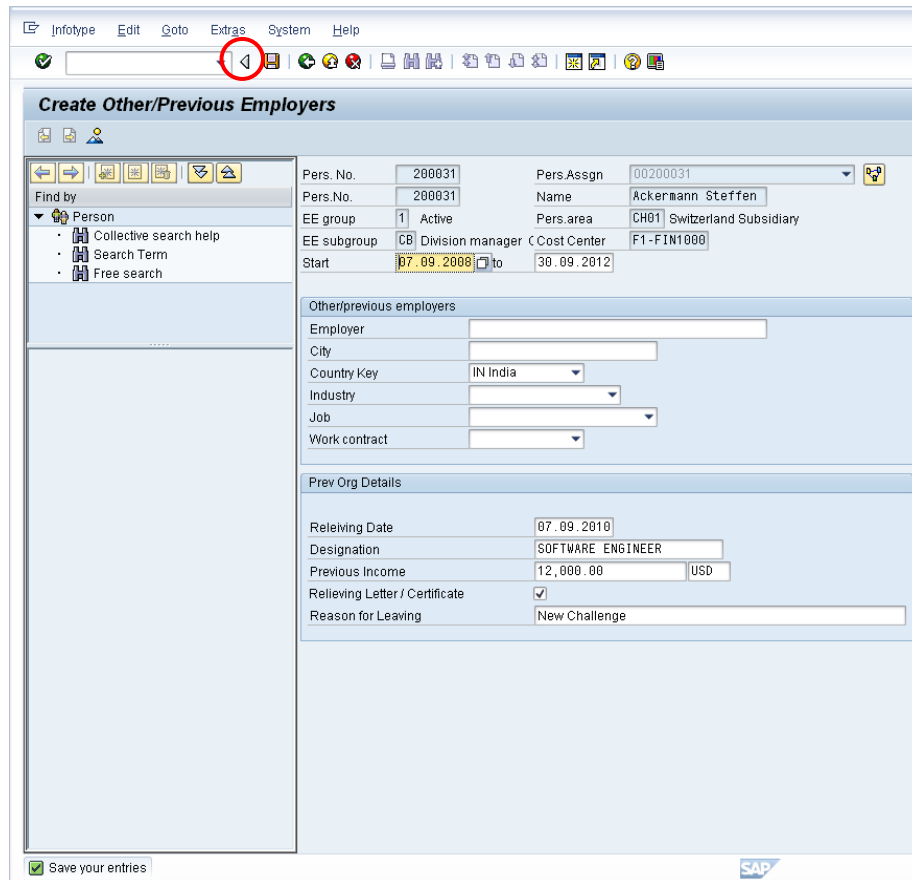 Infotype Edit Goto Extras System Help
Create Other/Previous Employers
Find by
Person
Collective search help
Search Term
Free search
Pers. No. 200031 Pers.Assgn 00200031
Pers.No. 200031 Name Ackermann Steffen
EE group 1 Active Pers.area CH01 Switzerland Subsidiary
EE subgroup CB Division manager ( Cost Center F1-FIN1000
Start 07.09.2008 to 30.09.2012
Other/previous employers
Employer
City
Country Key IN India
Industry
Job
Work contract
Prev Org Details
Releiving Date 07.09.2010
Designation SOFTWARE ENGINEER
Previous Income 12,000.00 USD
Relieving Letter / Certificate
Reason for Leaving New Challenge
Save your entries
SAP